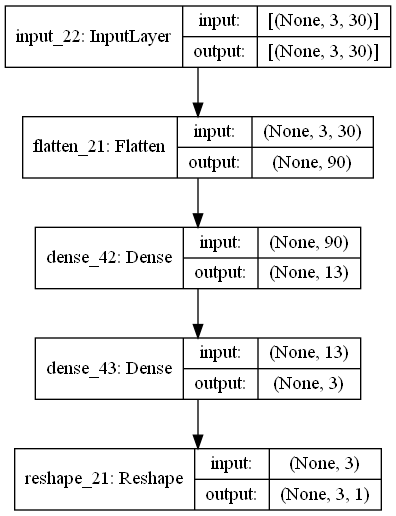 input_22: InputLayer
input:
[(None, 3, 30)]
output:
[(None, 3, 30)]
flatten_21: Flatten
input:
(None, 3, 30)
output:
(None, 90)
dense_42: Dense
input:
(None, 90)
output:
(None, 13)
dense_43: Dense
input:
(None, 13)
output:
(None, 3)
reshape_21: Reshape
input:
(None, 3)
output:
(None, 3, 1)